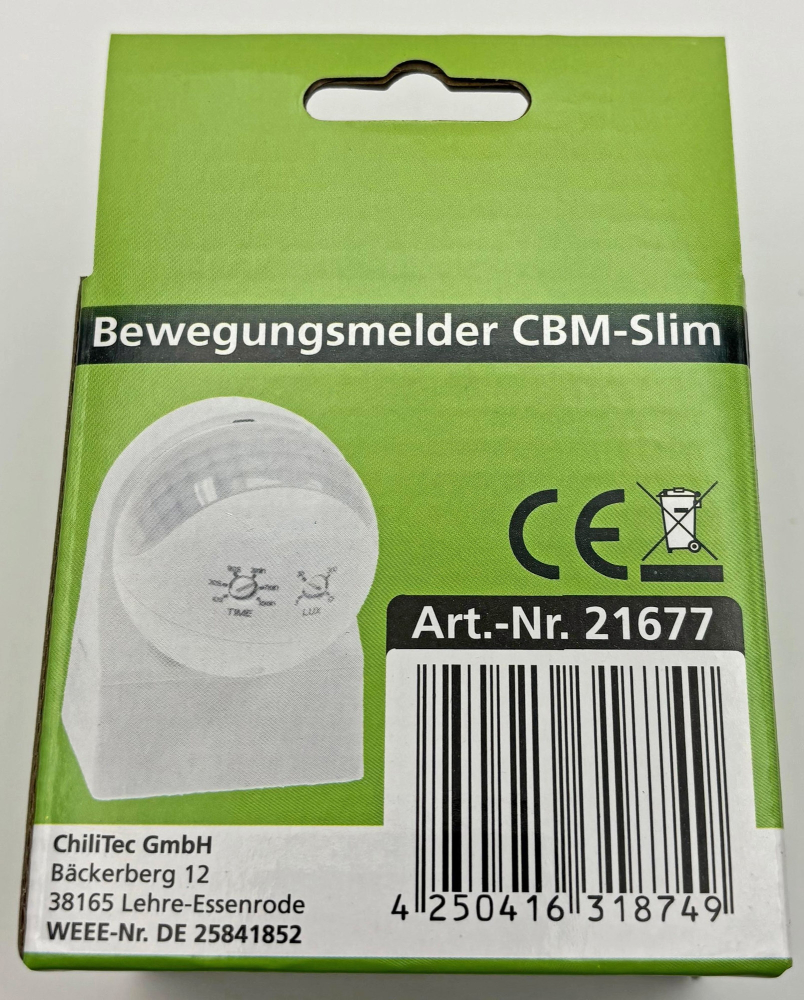 Bewegungsmelder CBM-Slim
TIME
LUX
CE
Art.-Nr. 21677
4 250416 318749
ChiliTec GmbH
Bäckerberg 12
38165 Lehre-Essenrode
WEEE-Nr. DE 25841852